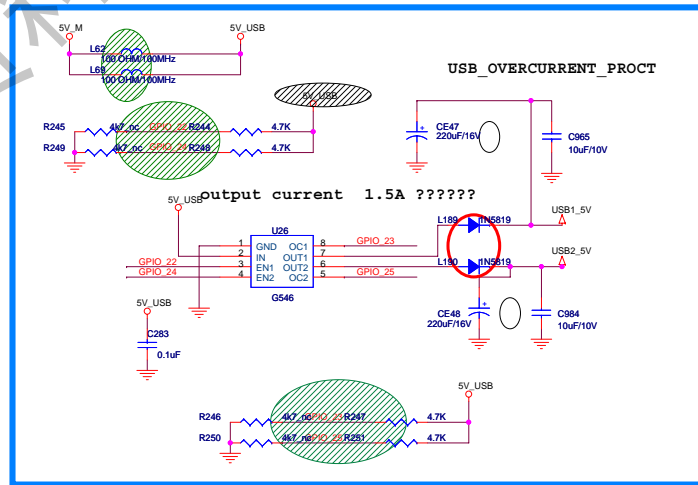 5V_M
5V_USB
L62
100 OHM/100MHz
L69
100 OHM/100MHz
USB_OVERCURRENT_PROCT
5V_USB
R245
4k7_nc
GPIO_22
R244
4.7K
R249
4k7_nc
GPIO_24
R248
4.7K
CE47
220uF/16V
C965
10uF/10V
5V_USB
output current 1.5A ??????
USB1_5V
L189
1N5819
U26
1
GND
OC1
8
GPIO_23
2
IN
OUT1
7
GPIO_22
3
EN1
OUT2
6
GPIO_24
4
EN2
OC2
5
GPIO_25
G546
USB2_5V
L190
1N5819
5V_USB
C283
0.1uF
CE48
220uF/16V
C984
10uF/10V
5V_USB
R246
4k7_nc
GPIO_23
R247
4.7K
R250
4k7_nc
GPIO_25
R251
4.7K